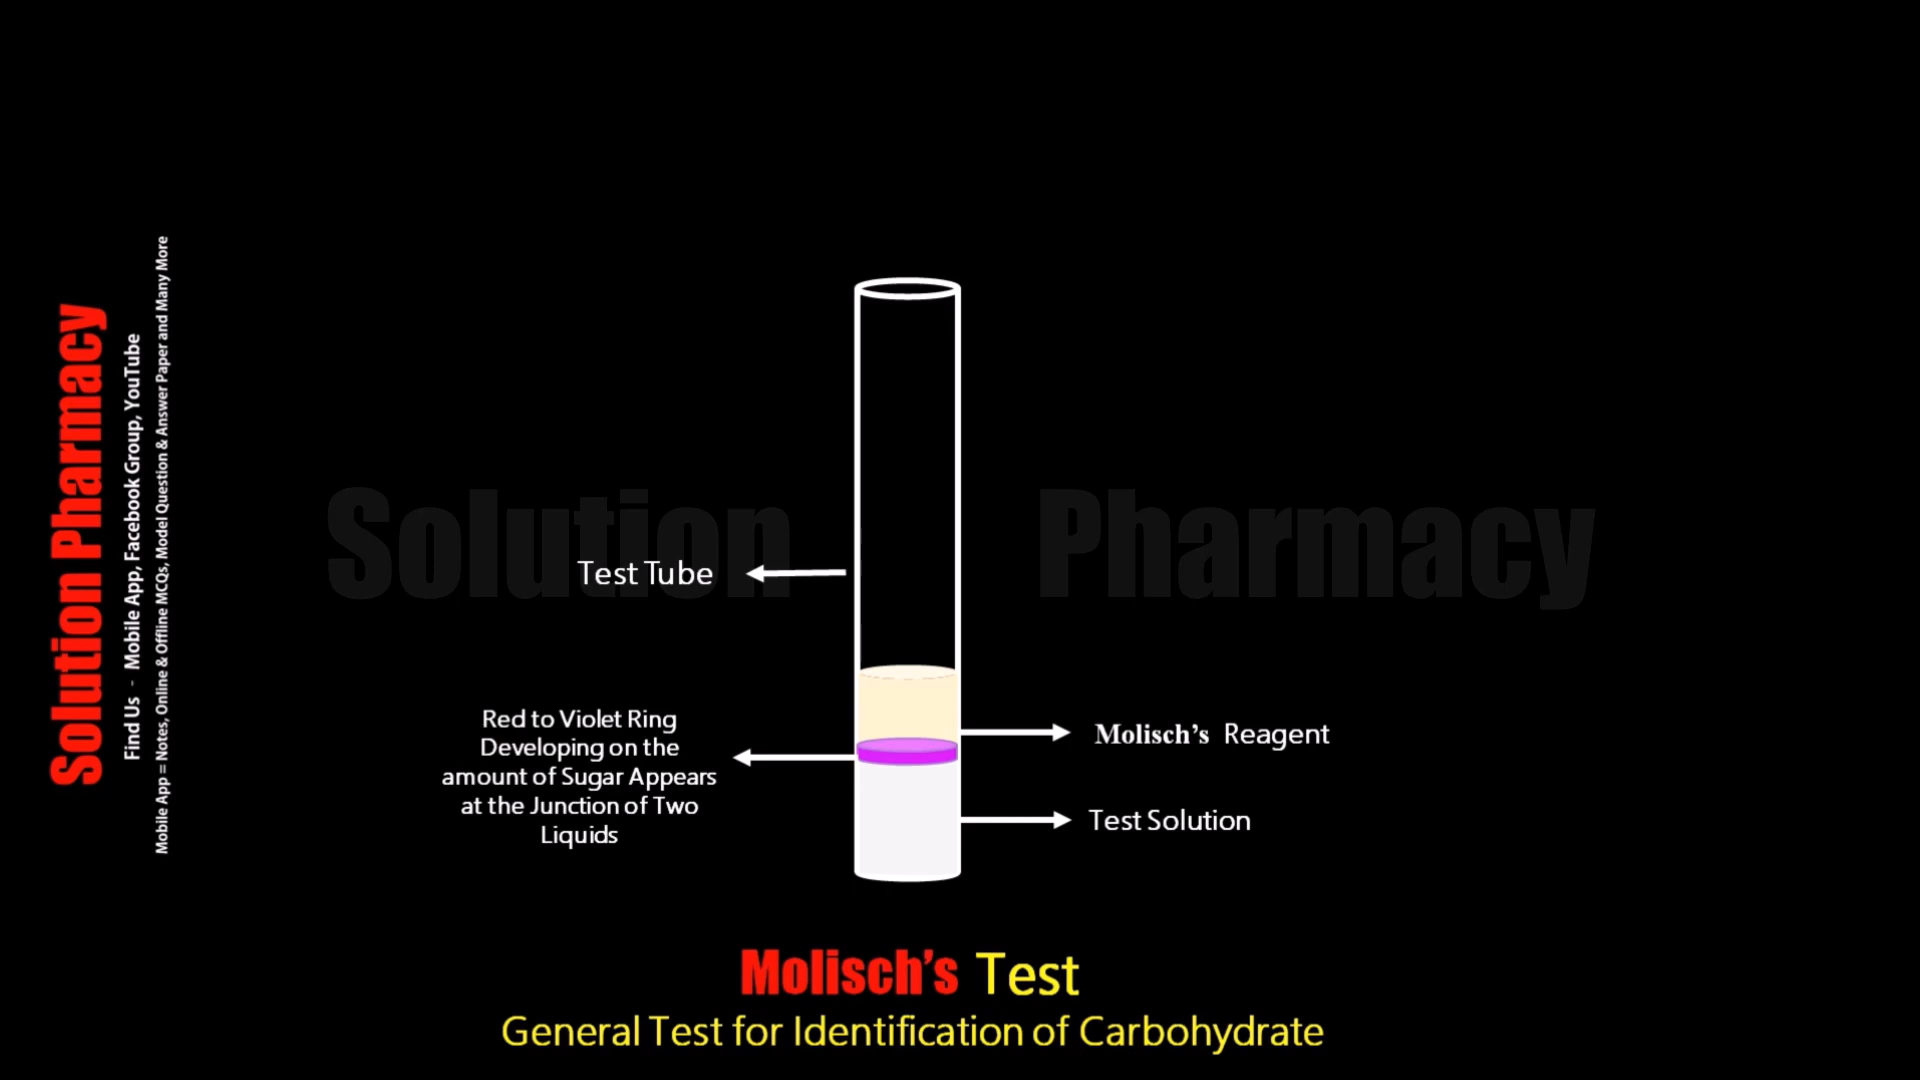 Solution Pharmacy
Find Us - Mobile App, Facebook Group, YouTube
Mobile App = Notes, Online & Offline MCQs, Model Question & Answer Paper and Many More
Solution Pharmacy
Test Tube
Red to Violet Ring
Developing on the
amount of Sugar Appears
at the Junction of Two
Liquids
Molisch’s Reagent
Test Solution
Molisch’s Test
General Test for Identification of Carbohydrate